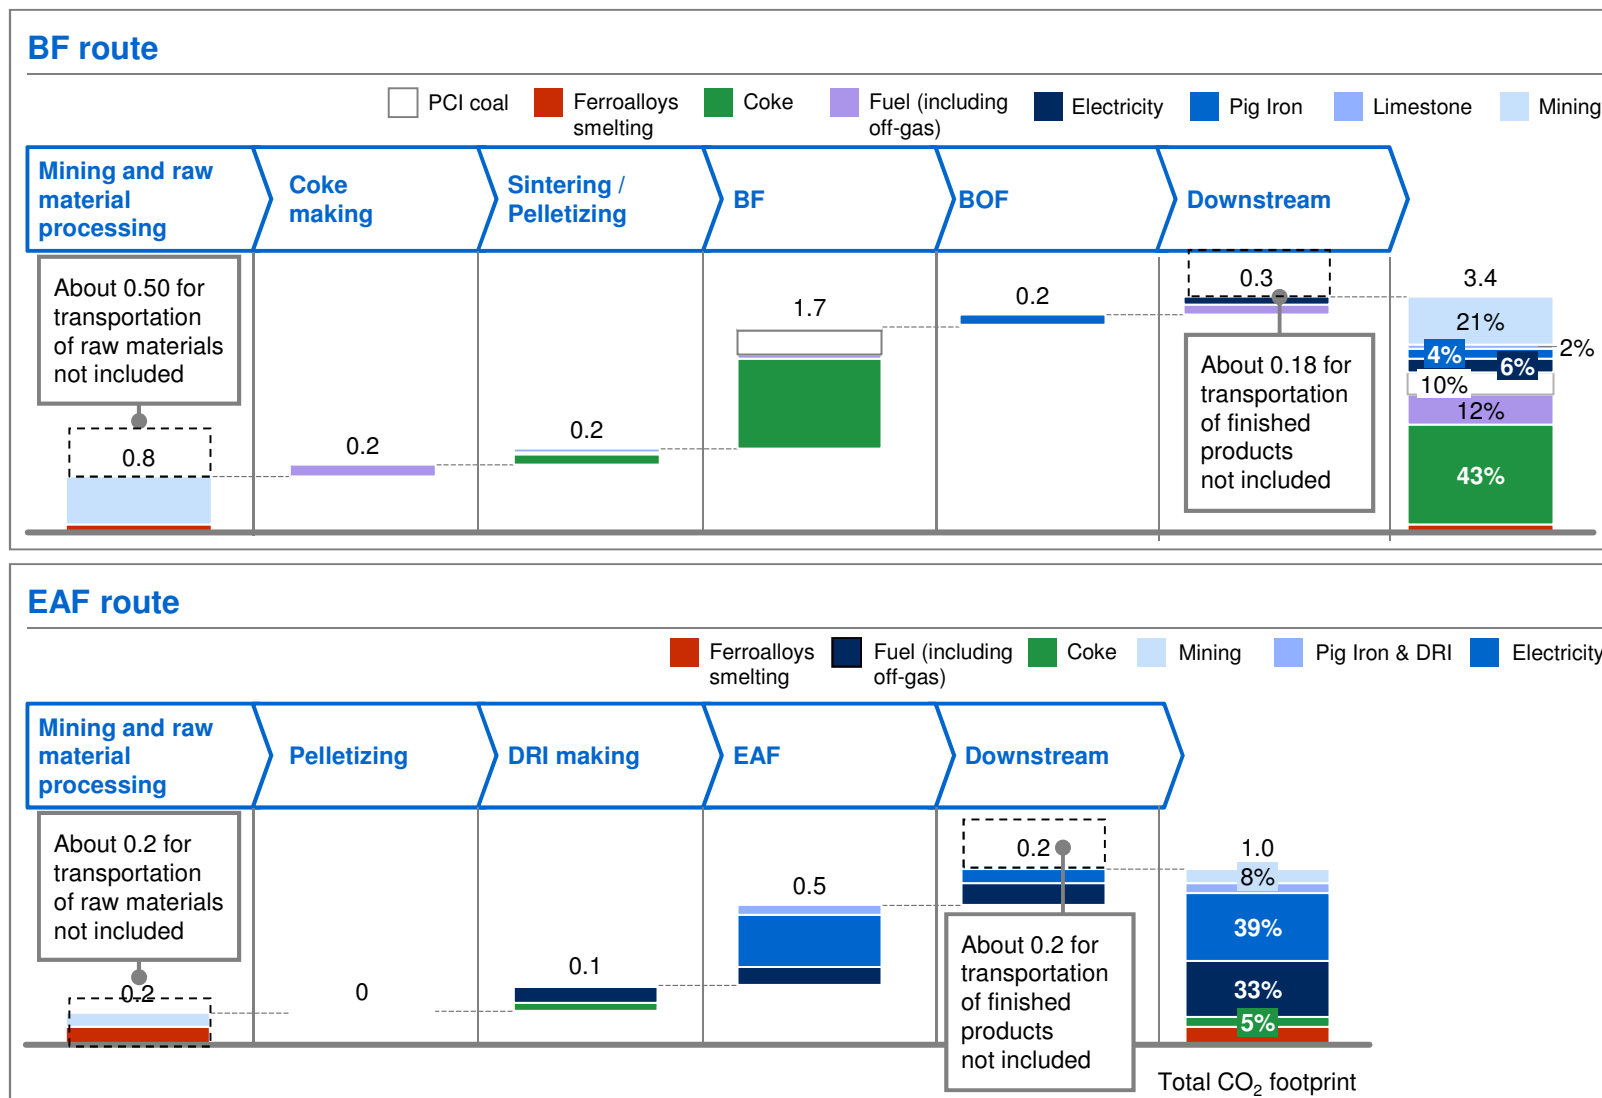 BF route
PCI coal
Ferroalloys
smelting
Coke
Fuel (including
off-gas)
Electricity
Pig Iron
Limestone
Mining
Mining and raw
material
processing
Coke
making
Sintering /
Pelletizing
BF
BOF
Downstream
About 0.50 for
transportation
of raw materials
not included
0.8
0.2
0.2
1.7
0.2
0.3
About 0.18 for
transportation
of finished
products
not included
3.4
21%
2%
4%
6%
10%
12%
43%
EAF route
Ferroalloys
smelting
Fuel (including
off-gas)
Coke
Mining
Pig Iron & DRI
Electricity
Mining and raw
material
processing
Pelletizing
DRI making
EAF
Downstream
About 0.2 for
transportation
of raw materials
not included
0.2
0
0.1
0.5
0.2
About 0.2 for
transportation
of finished
products
not included
1.0
8%
39%
33%
5%
Total CO₂ footprint